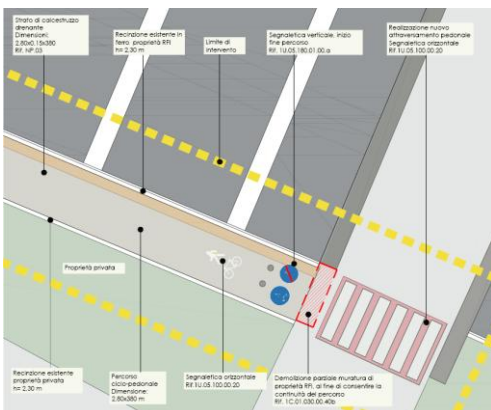 Strato di calcestruzzo
drenante
Dimensioni:
2.80x0.15x380
Rif. NP.03
Recinzione esistente in
ferro, proprietà RFI
h= 2,30 m
Limite di
intervento
Segnaletica verticale, inizio
fine percorso
Rif. 1U.05.180.01.00.a
Realizzazione nuovo
attraversamento pedonale
Segnaletica orizzontale
Rif.1U.05.100.00.20
Proprietà privata
Recinzione esistente
proprietà privata
h= 2,30 m
Percorso
ciclo-pedonale
Dimensione:
2,80x380 m
Segnaletica orizzontale
Rif.1U.05.100.00.20
Demolizione parziale muratura di
proprietà RFI, al fine di consentire la
continuità del percorso
Rif. 1C.01.030.00.40b